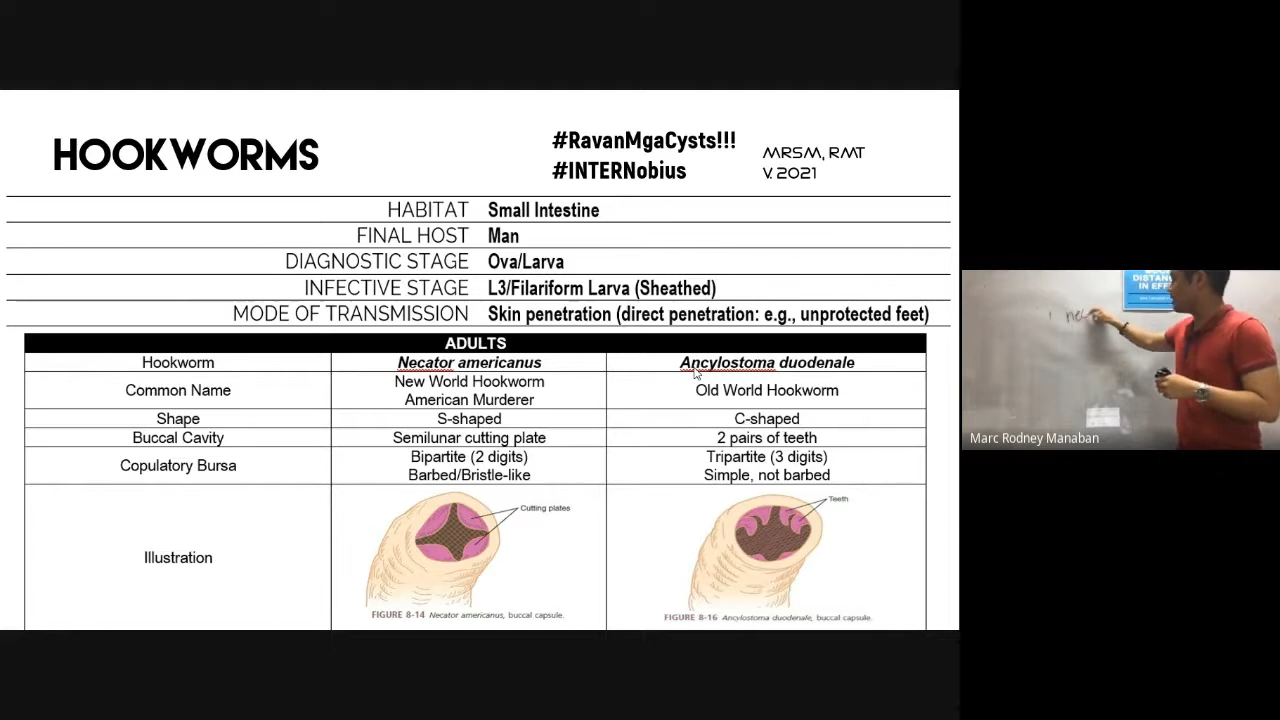 HOOKWORMS
#RavanMgaCysts!!!
#INTERNobius
MRSM, RMT
V. 2021
HABITAT Small Intestine
FINAL HOST Man
DIAGNOSTIC STAGE Ova/Larva
INFECTIVE STAGE L3/Filariform Larva (Sheathed)
MODE OF TRANSMISSION Skin penetration (direct penetration: e.g., unprotected feet)
ADULTS
Hookworm Necator americanus Ancylostoma duodenale
Common Name New World Hookworm American Murderer Old World Hookworm
Shape S-shaped C-shaped
Buccal Cavity Semilunar cutting plate 2 pairs of teeth
Copulatory Bursa Bipartite (2 digits) Barbed/Bristle-like Tripartite (3 digits) Simple, not barbed
Illustration
Cutting plates
FIGURE 8-14 Necator americanus, buccal capsule.
Teeth
FIGURE 8-16 Ancylostoma duodenale, buccal capsule.
DISTANC
IN EFFE
Marc Rodney Manaban